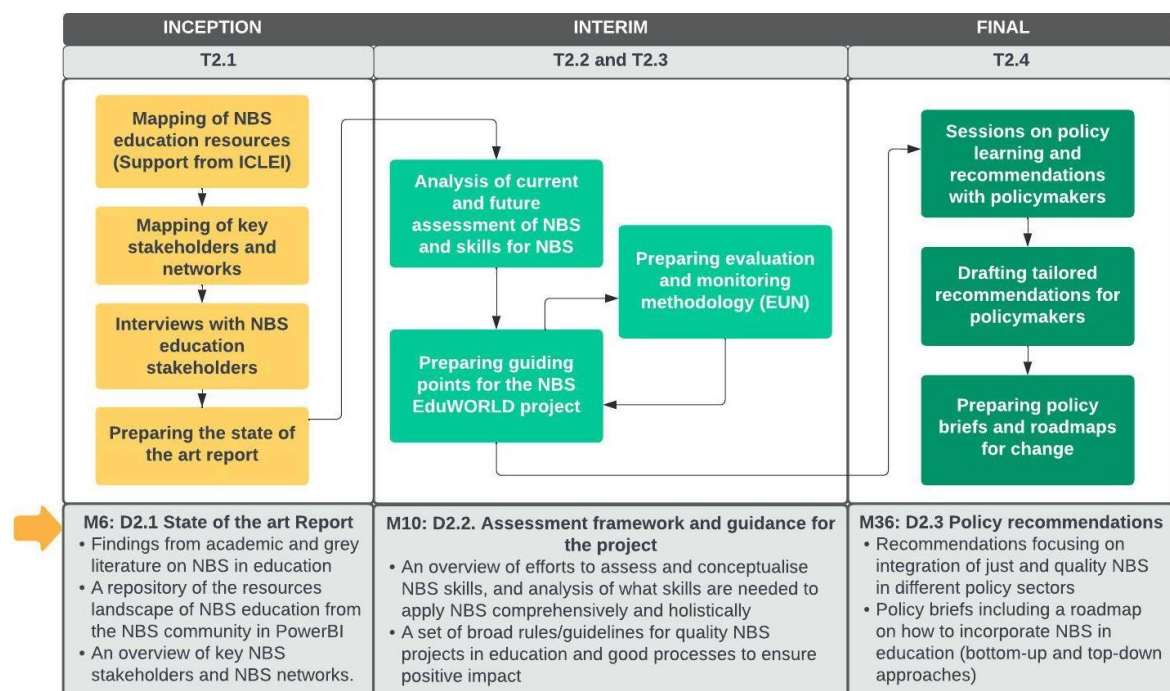 INCEPTION
T2.1
Mapping of NBS
education resources
(Support from ICLEI)
Mapping of key
stakeholders and
networks
Interviews with NBS
education
stakeholders
Preparing the state of
the art report
M6: D2.1 State of the art Report
• Findings from academic and grey
literature on NBS in education
• A repository of the resources
landscape of NBS education from
the NBS community in PowerBI
• An overview of key NBS
stakeholders and NBS networks.
INTERIM
T2.2 and T2.3
Analysis of current
and future
assessment of NBS
and skills for NBS
Preparing evaluation
and monitoring
methodology (EUN)
Preparing guiding
points for the NBS
EduWORLD project
M10: D2.2. Assessment framework and guidance for
the project
• An overview of efforts to assess and conceptualise
NBS skills, and analysis of what skills are needed to
apply NBS comprehensively and holistically
• A set of broad rules/guidelines for quality NBS
projects in education and good processes to ensure
positive impact
FINAL
T2.4
Sessions on policy
learning and
recommendations
with policymakers
Drafting tailored
recommendations for
policymakers
Preparing policy
briefs and roadmaps
for change
M36: D2.3 Policy recommendations
• Recommendations focusing on
integration of just and quality NBS
in different policy sectors
• Policy briefs including a roadmap
on how to incorporate NBS in
education (bottom-up and top-down
approaches)